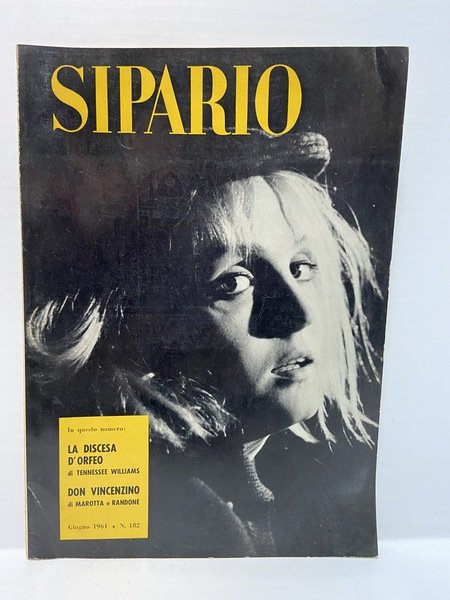 SIPARIO
In questo numero:
LA DISCESA
D'ORFEO
di TENNESSEE WILLIAMS
DON VINCENZINO
di MAROTTA e RANDONE
Giugno 1961 • N. 182